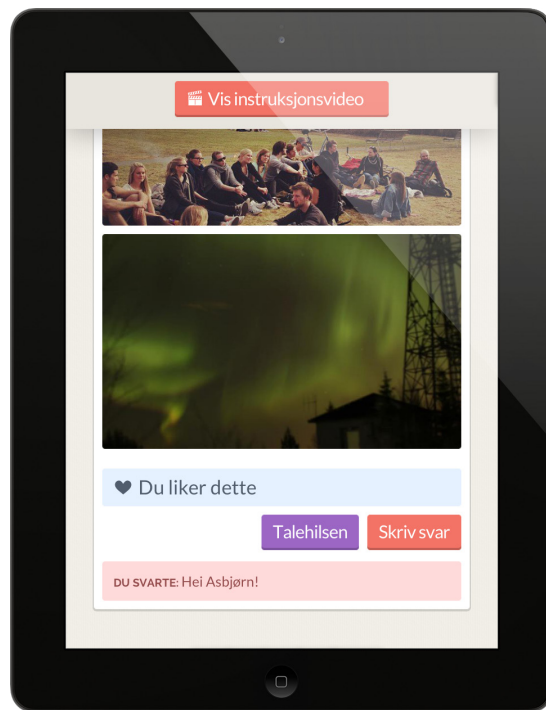 Vis instruksjonsvideo
Du liker dette
Talehilsen Skriv svar
DU SVARTE: Hei Asbjørn!